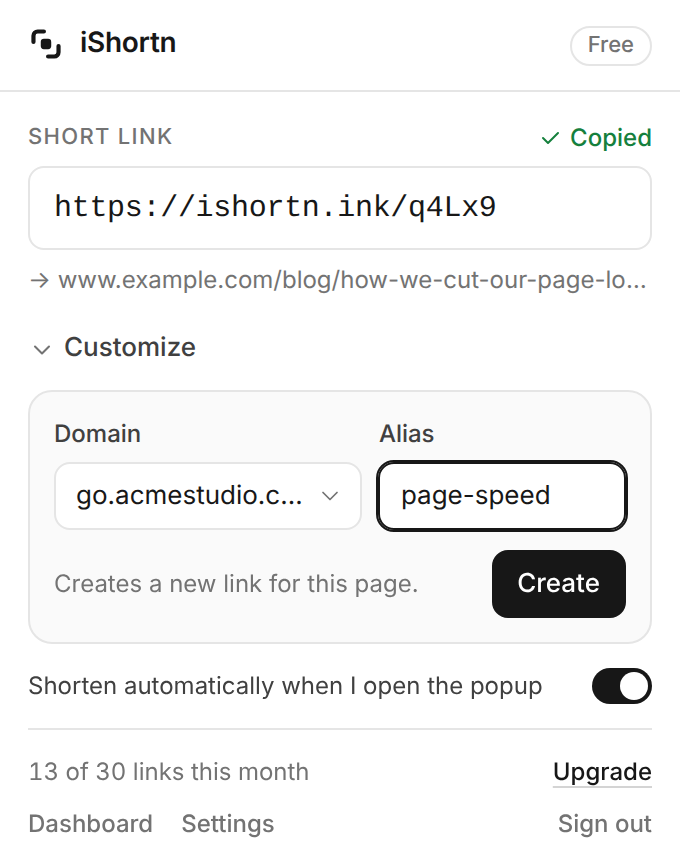 iShortn
Free
SHORT LINK
Copied
https://ishortn.ink/q4Lx9
→ www.example.com/blog/how-we-cut-our-page-lo...
Customize
Domain
Alias
go.acmestudio.c...
page-speed
Creates a new link for this page.
Create
Shorten automatically when I open the popup
13 of 30 links this month
Upgrade
Dashboard
Settings
Sign out